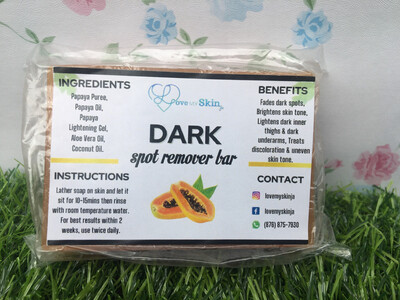 Love My Skin
DARK
spot remover bar
INGREDIENTS
Papaya Puree,
Papaya Oil,
Papaya
Lightening Gel,
Aloe Vera Oil,
Coconut Oil.
BENEFITS
Fades dark spots,
Brightens skin tone,
Lightens dark inner
thighs & dark
underarms, Treats
discoloration & uneven
skin tone.
INSTRUCTIONS
Lather soap on skin and let it
sit for 10-15mins then rinse
with room temperature water.
For best results within 2
weeks, use twice daily.
CONTACT
lovemyskinja
lovemyskinja
(876) 875-7930